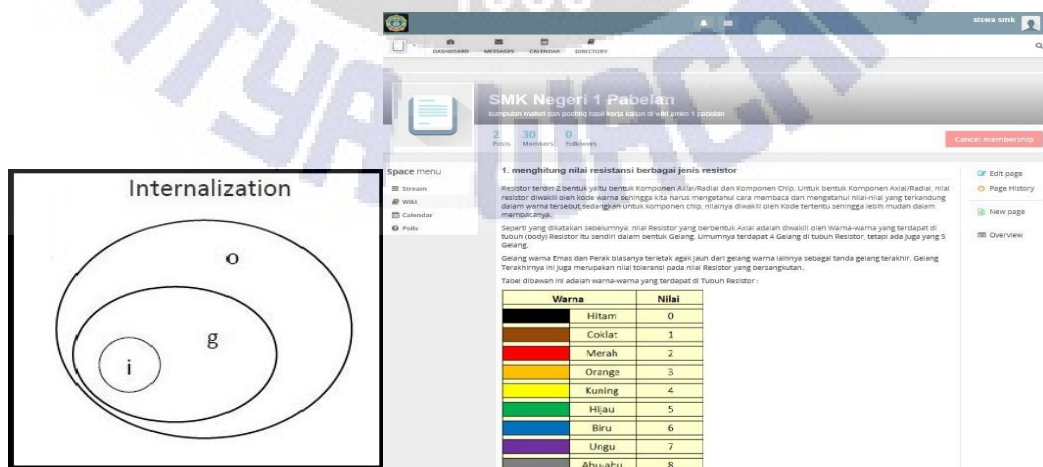 1956
TYA WACANA
Internalization
o
g
i
siswa smk
DASHBOARD MESSAGES CALENDAR DIRECTORY
SMK Negeri 1 Pabelan
kumpulan materi dan posting hasil kerja kalian di wiki smkn 1 pabelan
2 30 0
Posts Members Followers
Cancel membership
Space menu
Stream
Wiki
Calendar
Polls
1. menghitung nilai resistansi berbagai jenis resistor
Resistor terdiri 2 bentuk yaitu bentuk Komponen Axial/Radial dan Komponen Chip. Untuk bentuk Komponen Axial/Radial, nilai
resistor diwakili oleh kode warna sehingga kita harus mengetahui cara membaca dan mengetahui nilai-nilai yang terkandung
dalam warna tersebut sedangkan untuk komponen chip, nilainya diwakili oleh Kode tertentu sehingga lebih mudah dalam
membacanya.
Seperti yang dikatakan sebelumnya, nilai Resistor yang berbentuk Axial adalah diwakili oleh Warna-warna yang terdapat di
tubuh (body) Resistor itu sendiri dalam bentuk Gelang. Umumnya terdapat 4 Gelang di tubuh Resistor, tetapi ada juga yang 5
Gelang.
Gelang warna Emas dan Perak biasanya terletak agak jauh dari gelang warna lainnya sebagai tanda gelang terakhir. Gelang
Terakhirnya ini juga merupakan nilai toleransi pada nilai Resistor yang bersangkutan.
Tabel dibawah ini adalah warna-warna yang terdapat di Tubuh Resistor :
Warna Nilai
Hitam 0
Coklat 1
Merah 2
Orange 3
Kuning 4
Hijau 5
Biru 6
Ungu 7
Abu-abu 8
Edit page
Page History
New page
Overview